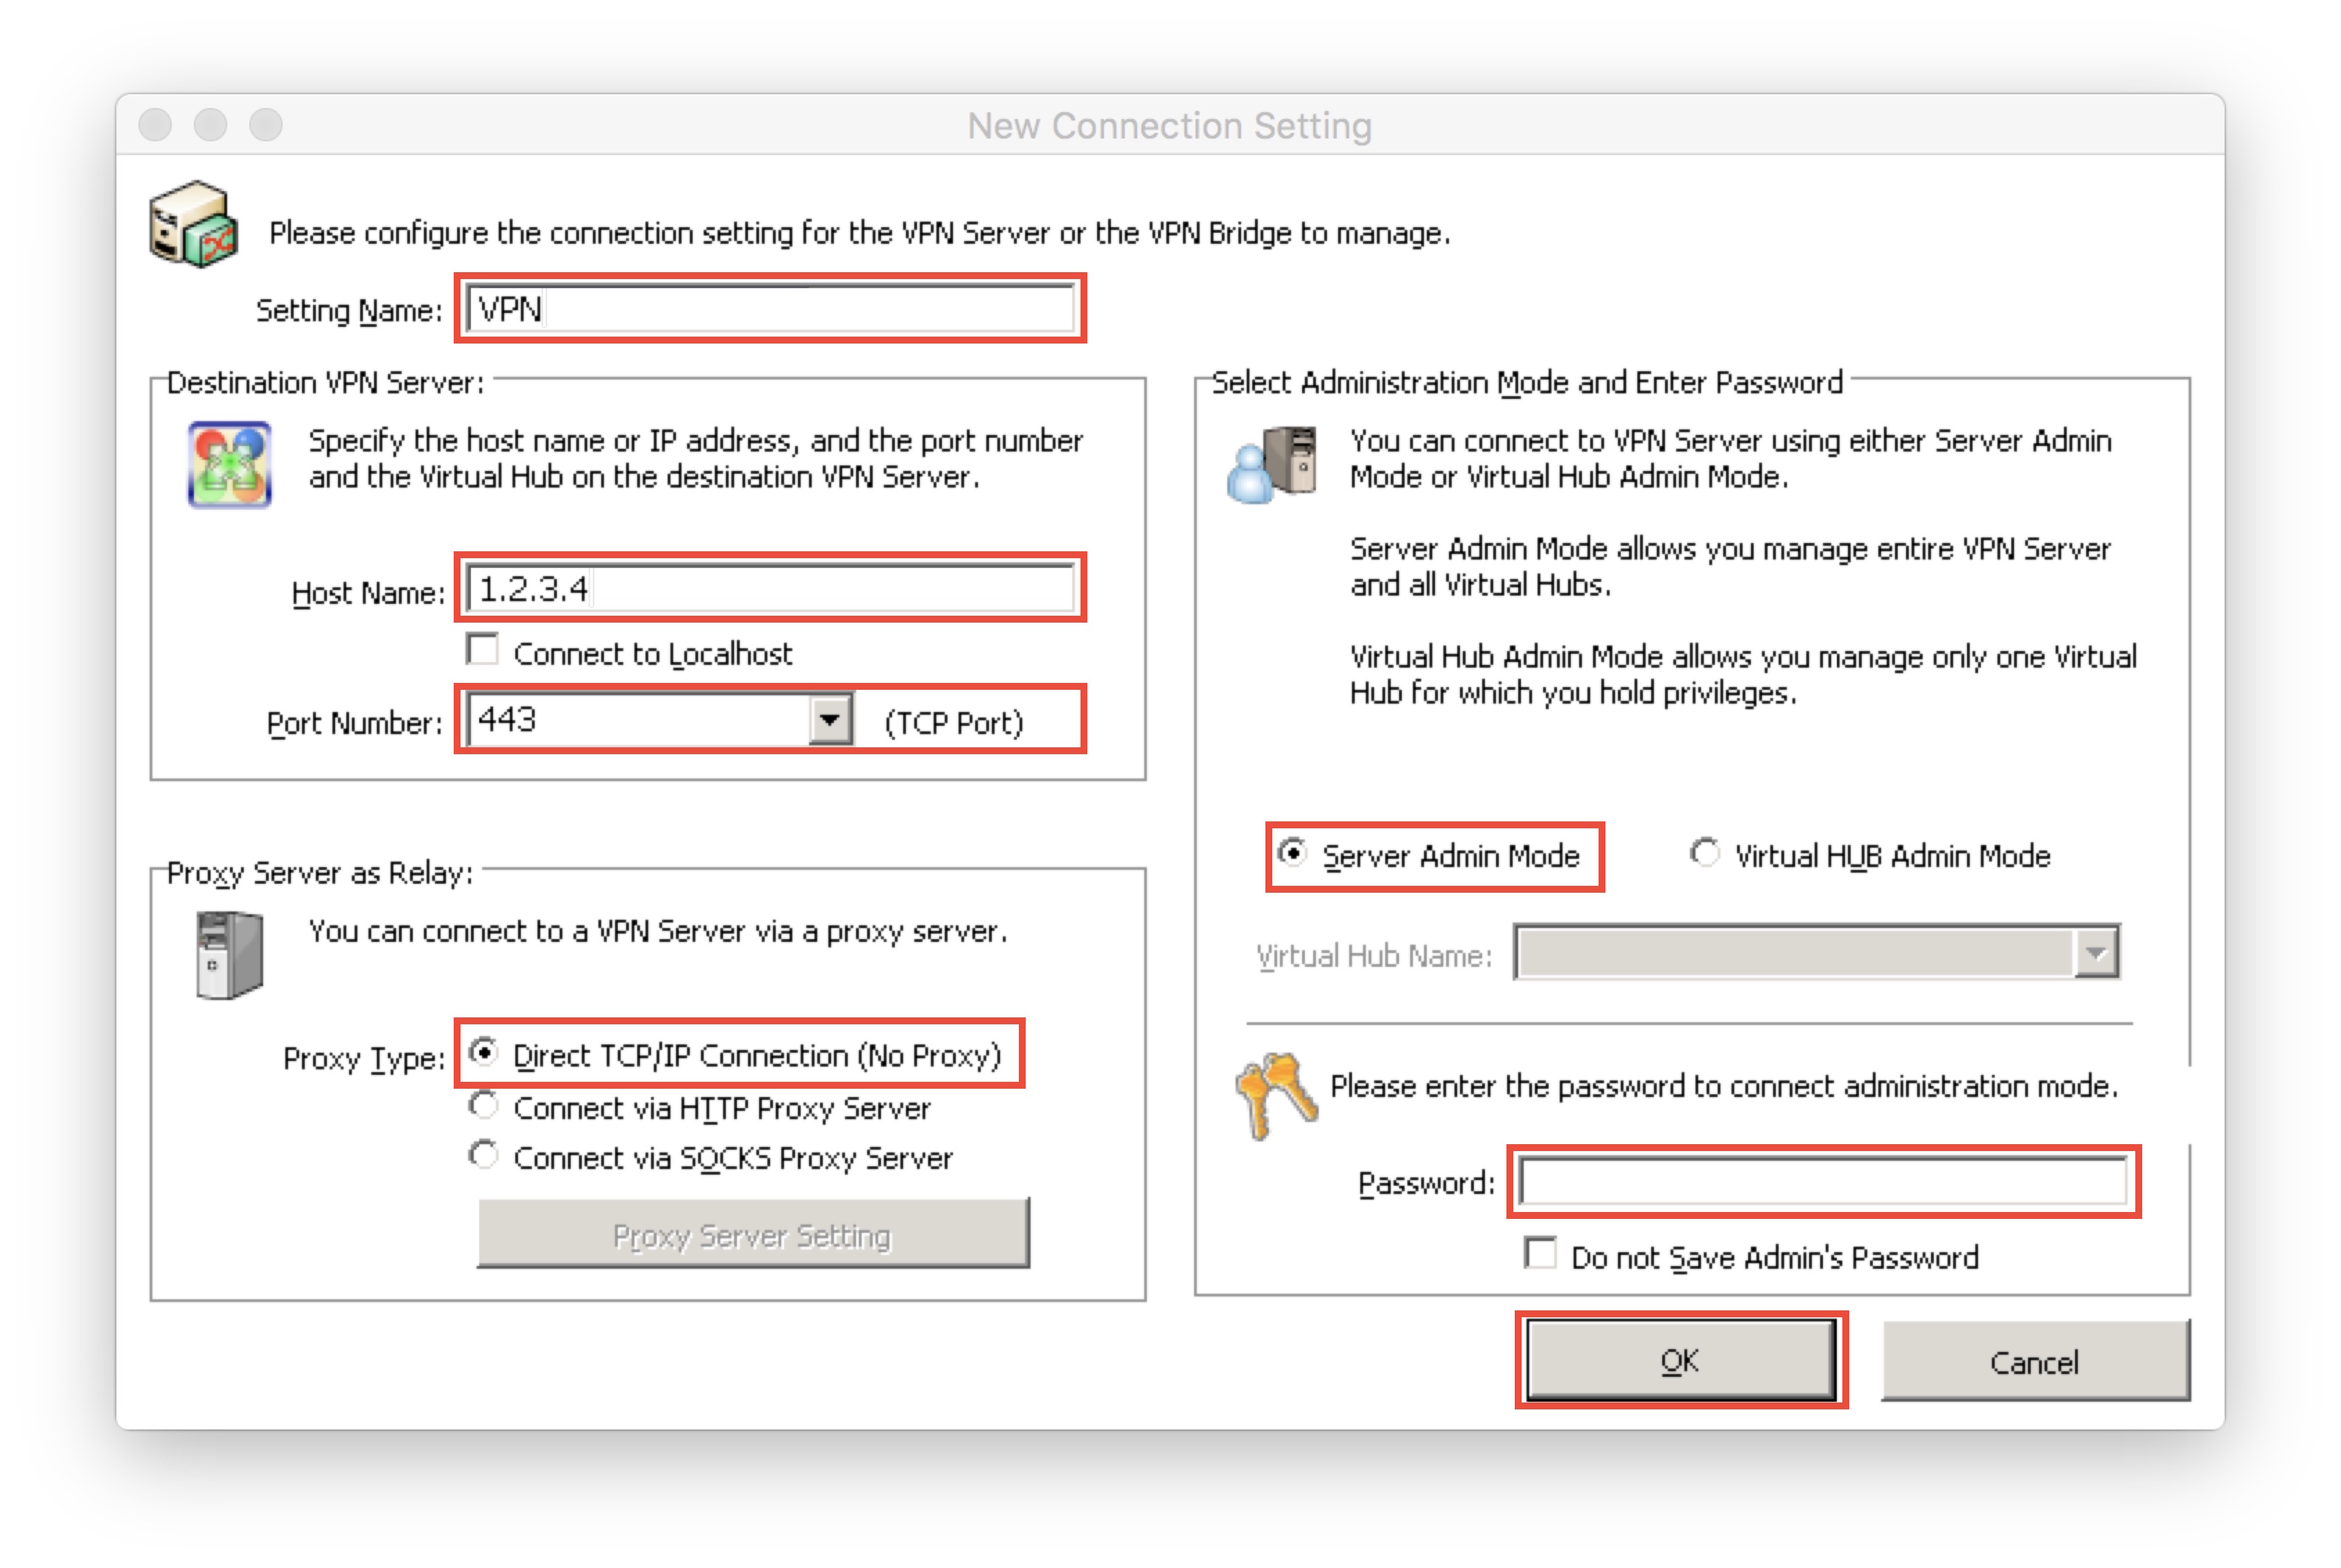 New Connection Setting
Please configure the connection setting for the VPN Server or the VPN Bridge to manage.
Setting Name:
VPN
Destination VPN Server:
Specify the host name or IP address, and the port number
and the Virtual Hub on the destination VPN Server.
Host Name:
1.2.3.4
Connect to Localhost
Port Number:
443
(TCP Port)
Proxy Server as Relay:
You can connect to a VPN Server via a proxy server.
Proxy Type:
Direct TCP/IP Connection (No Proxy)
Connect via HTTP Proxy Server
Connect via SOCKS Proxy Server
Proxy Server Setting
Select Administration Mode and Enter Password
You can connect to VPN Server using either Server Admin
Mode or Virtual Hub Admin Mode.
Server Admin Mode allows you manage entire VPN Server
and all Virtual Hubs.
Virtual Hub Admin Mode allows you manage only one Virtual
Hub for which you hold privileges.
Server Admin Mode
Virtual HUB Admin Mode
Virtual Hub Name:
Please enter the password to connect administration mode.
Password:
Do not Save Admin's Password
OK
Cancel